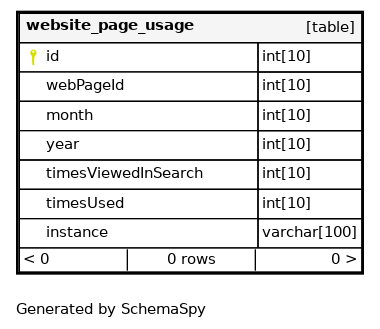 website_page_usage [table]
id int[10]
webPageId int[10]
month int[10]
year int[10]
timesViewedInSearch int[10]
timesUsed int[10]
instance varchar[100]
< 0 0 rows 0 >
Generated by SchemaSpy